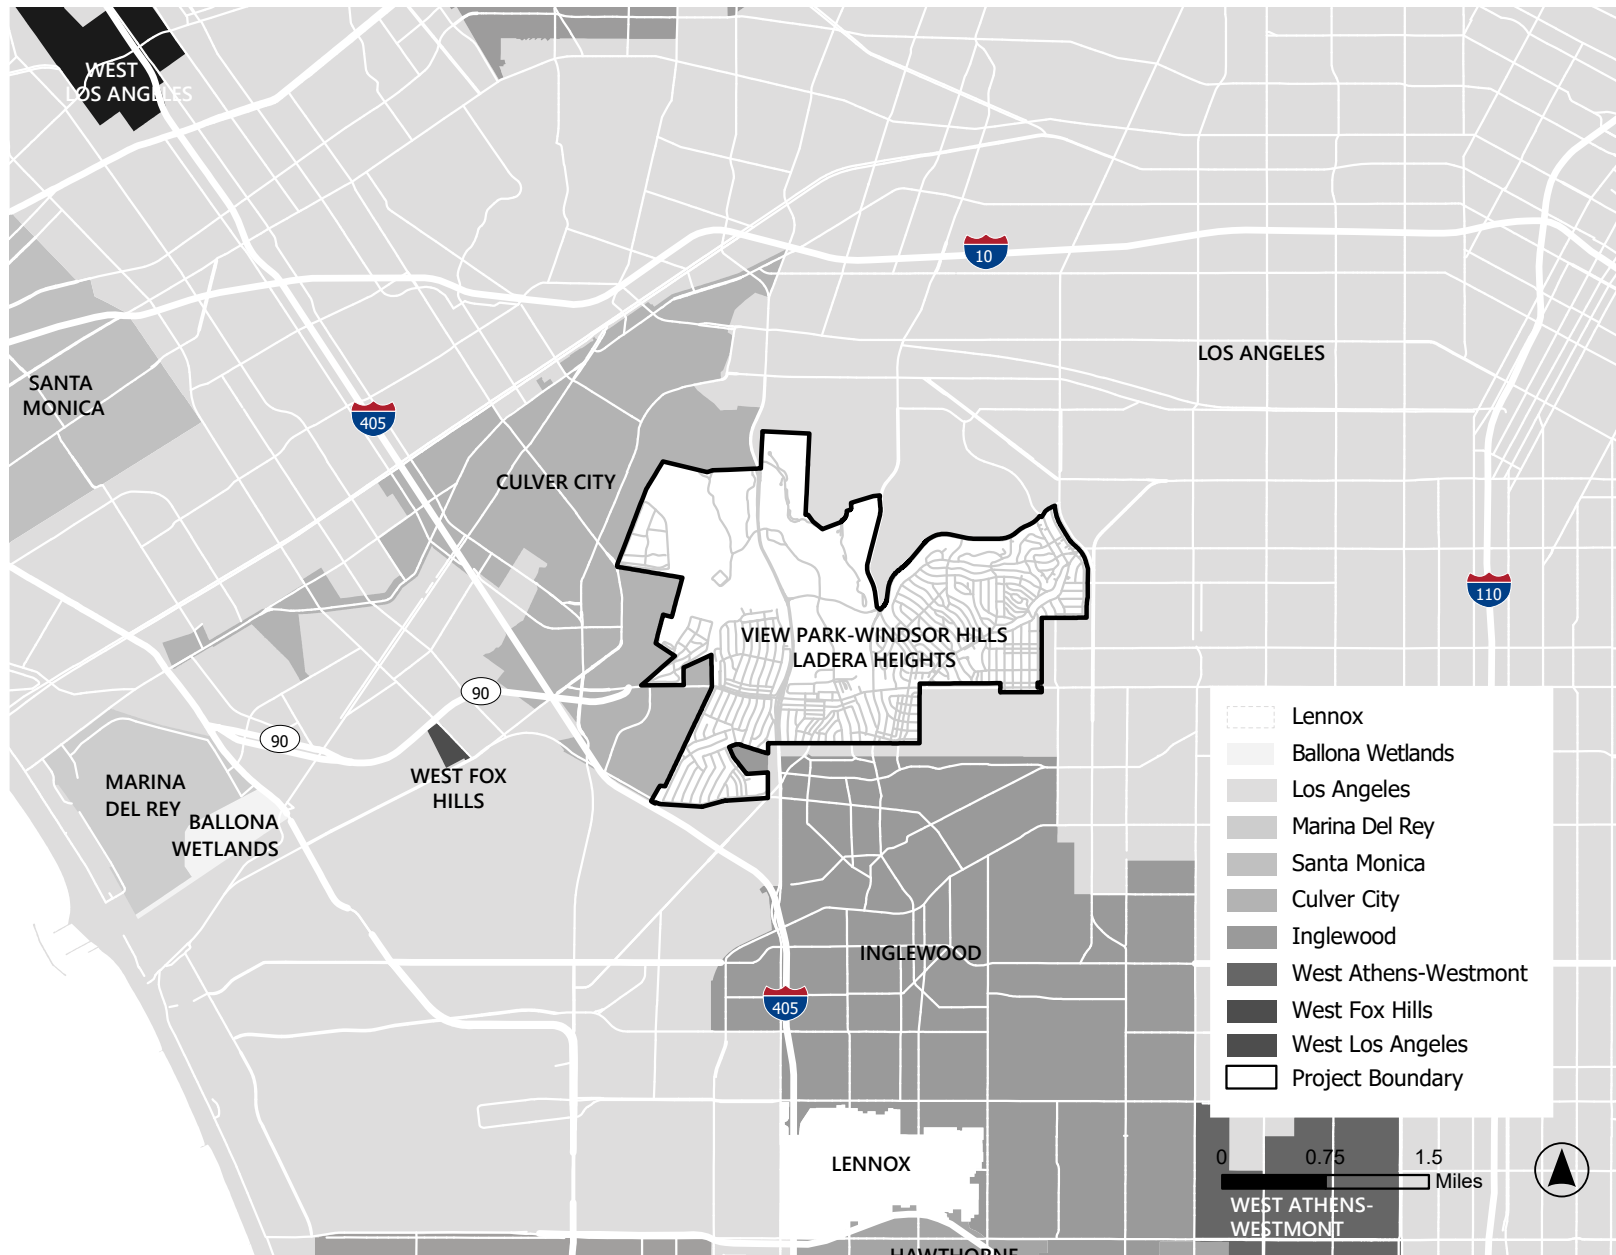 WEST
LOS ANGELES
10
LOS ANGELES
SANTA
MONICA
405
CULVER CITY
110
VIEW PARK-WINDSOR HILLS
LADERA HEIGHTS
90
90
WEST FOX
HILLS
MARINA
DEL REY
BALLONA
WETLANDS
INGLEWOOD
405
LENNOX
HAWTHORNE
Lennox
Ballona Wetlands
Los Angeles
Marina Del Rey
Santa Monica
Culver City
Inglewood
West Athens-Westmont
West Fox Hills
West Los Angeles
Project Boundary
0 0.75 1.5
Miles
WEST ATHENS-
WESTMONT